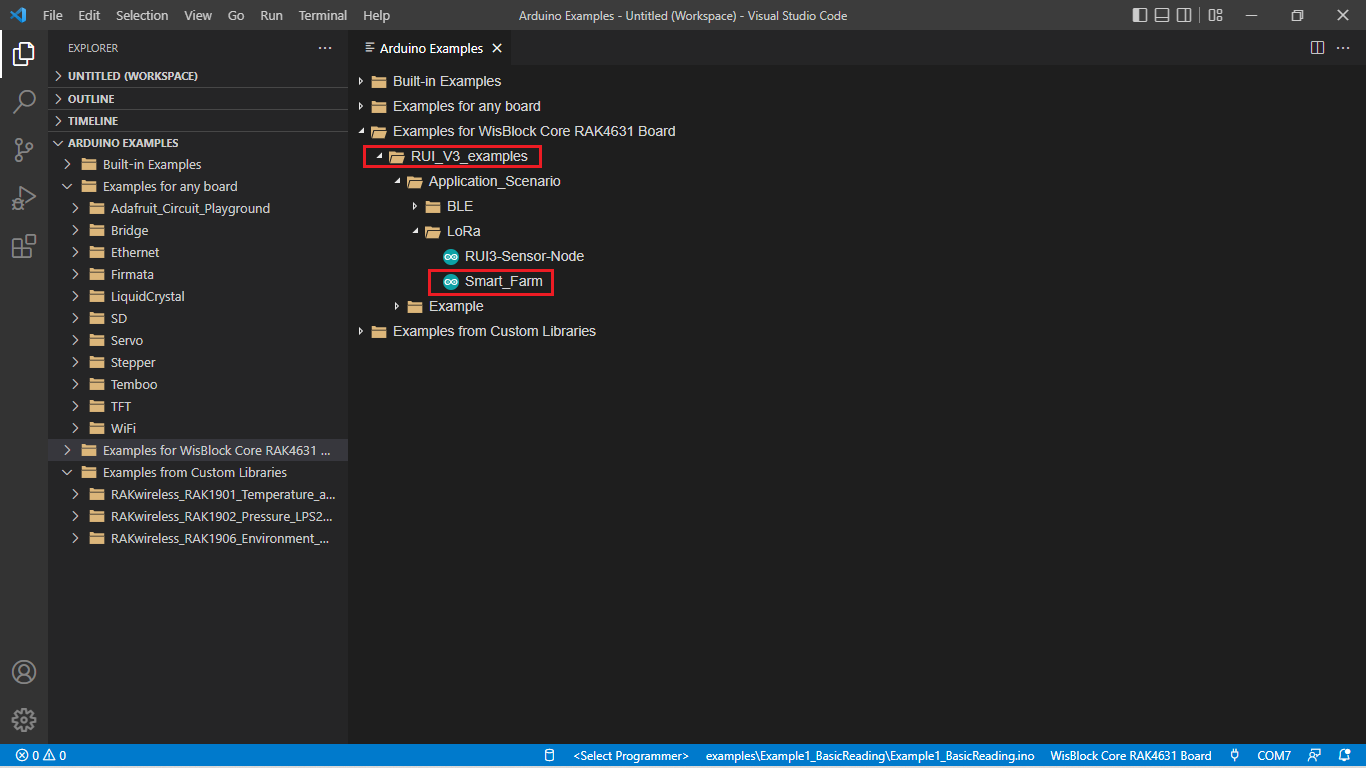 File Edit Selection View Go Run Terminal Help
Arduino Examples - Untitled (Workspace) - Visual Studio Code
EXPLORER
UNTITLED (WORKSPACE)
OUTLINE
TIMELINE
ARDUINO EXAMPLES
Built-in Examples
Examples for any board
Adafruit_Circuit_Playground
Bridge
Ethernet
Firmata
LiquidCrystal
SD
Servo
Stepper
Temboo
TFT
WiFi
Examples for WisBlock Core RAK4631 ...
Examples from Custom Libraries
RAKwireless_RAK1901_Temperature_a...
RAKwireless_RAK1902_Pressure_LPS2...
RAKwireless_RAK1906_Environment_...
Arduino Examples
Built-in Examples
Examples for any board
Examples for WisBlock Core RAK4631 Board
RUI_V3_examples
Application_Scenario
BLE
LoRa
RUI3-Sensor-Node
Smart_Farm
Example
Examples from Custom Libraries
0 0 <Select Programmer> examples\Example1_BasicReading\Example1_BasicReading.ino WisBlock Core RAK4631 Board COM7